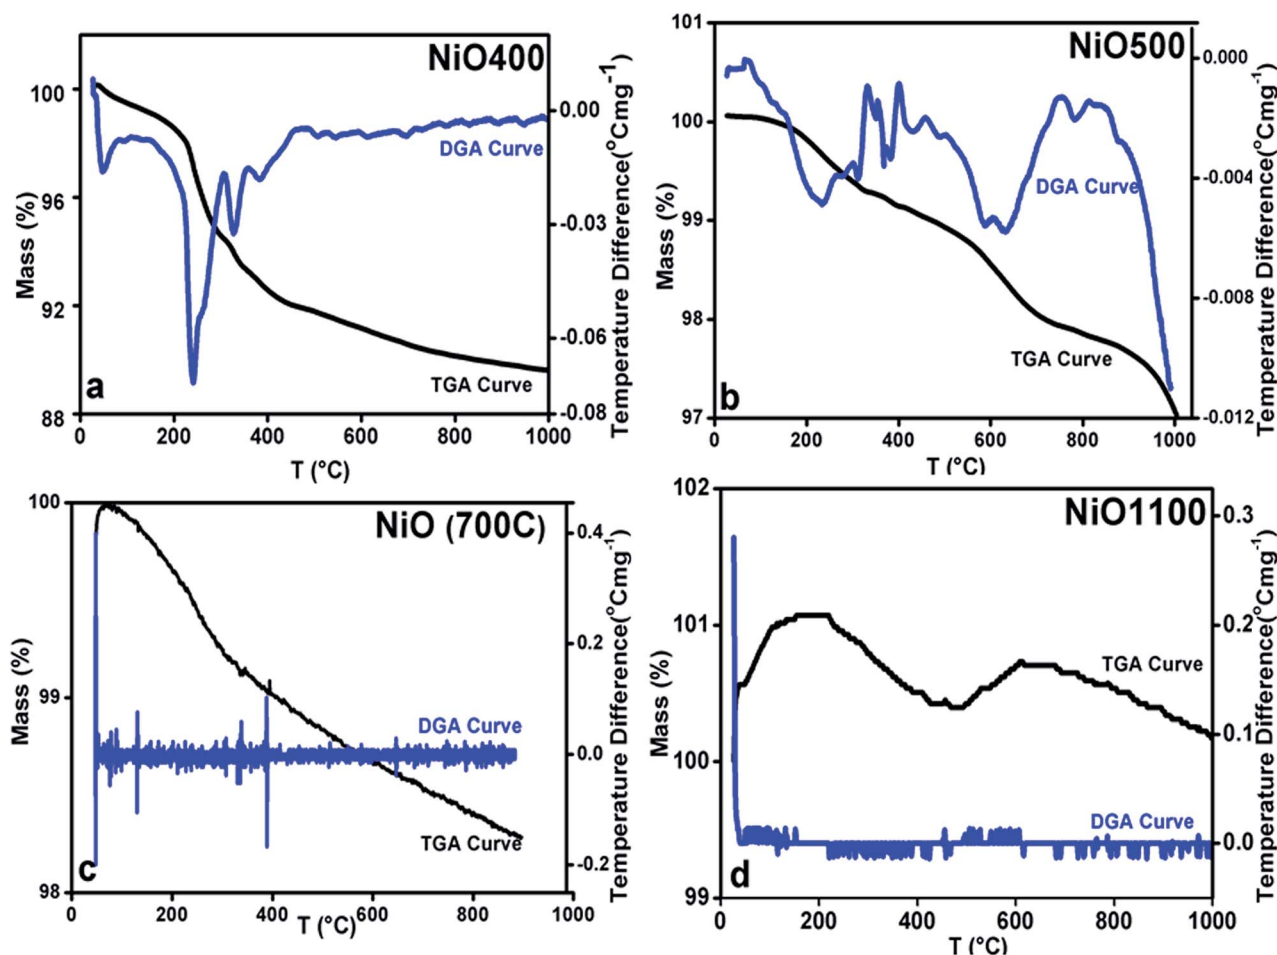 NiO400
100
96
92
88
Mass (%)
0.00
-0.03
-0.06
-0.08
Temperature Difference(°Cmg⁻¹)
DGA Curve
TGA Curve
a
0
200
400
600
800
1000
T (°C)
NiO500
101
100
99
98
97
Mass (%)
0.000
-0.004
-0.008
-0.012
Temperature Difference(°Cmg⁻¹)
DGA Curve
TGA Curve
b
0
200
400
600
800
1000
T (°C)
NiO (700C)
100
99
98
Mass (%)
0.4
0.2
0.0
-0.2
Temperature Difference(°Cmg⁻¹)
DGA Curve
TGA Curve
c
0
200
400
600
800
1000
T (°C)
NiO1100
102
101
100
99
Mass (%)
0.3
0.2
0.1
0.0
Temperature Difference(°Cmg⁻¹)
TGA Curve
DGA Curve
d
0
200
400
600
800
1000
T (°C)